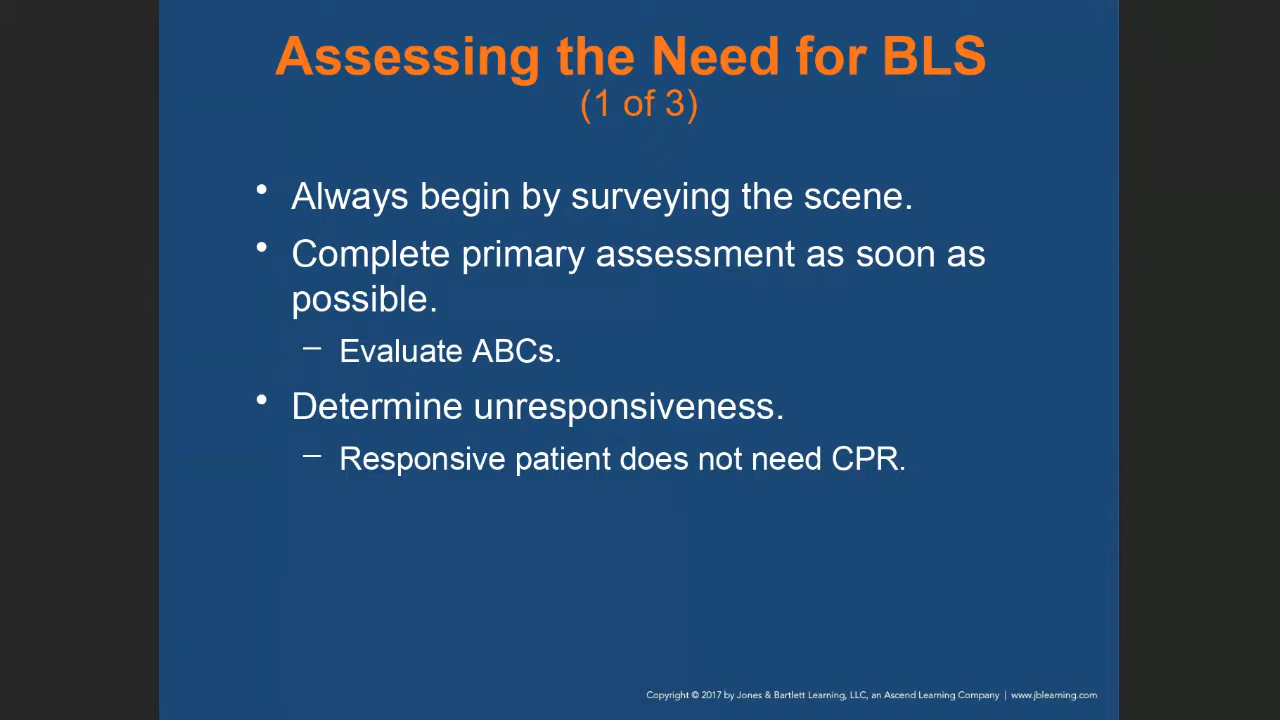 Assessing the Need for BLS
(1 of 3)
• Always begin by surveying the scene.
• Complete primary assessment as soon as
possible.
– Evaluate ABCs.
• Determine unresponsiveness.
– Responsive patient does not need CPR.
Copyright © 2017 by Jones & Bartlett Learning, LLC, an Ascend Learning Company | www.jblearning.com